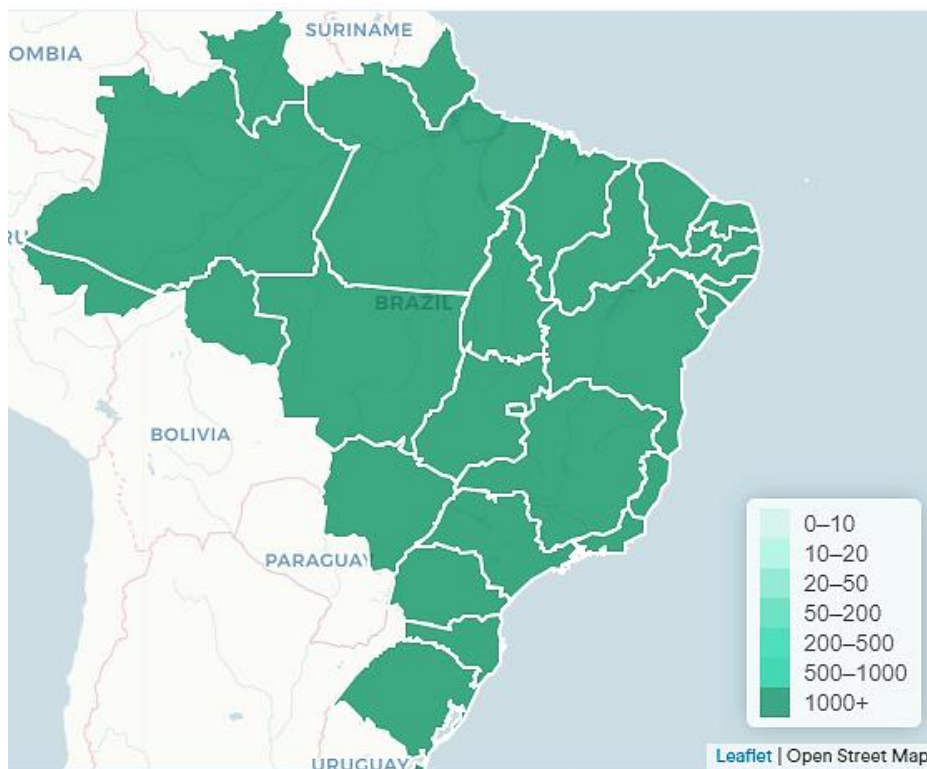 SURINAME
OMBIA
RU
BRAZIL
BOLIVIA
PARAGUAY
URUGUAY
0–10
10–20
20–50
50–200
200–500
500–1000
1000+
Leaflet | Open Street Map